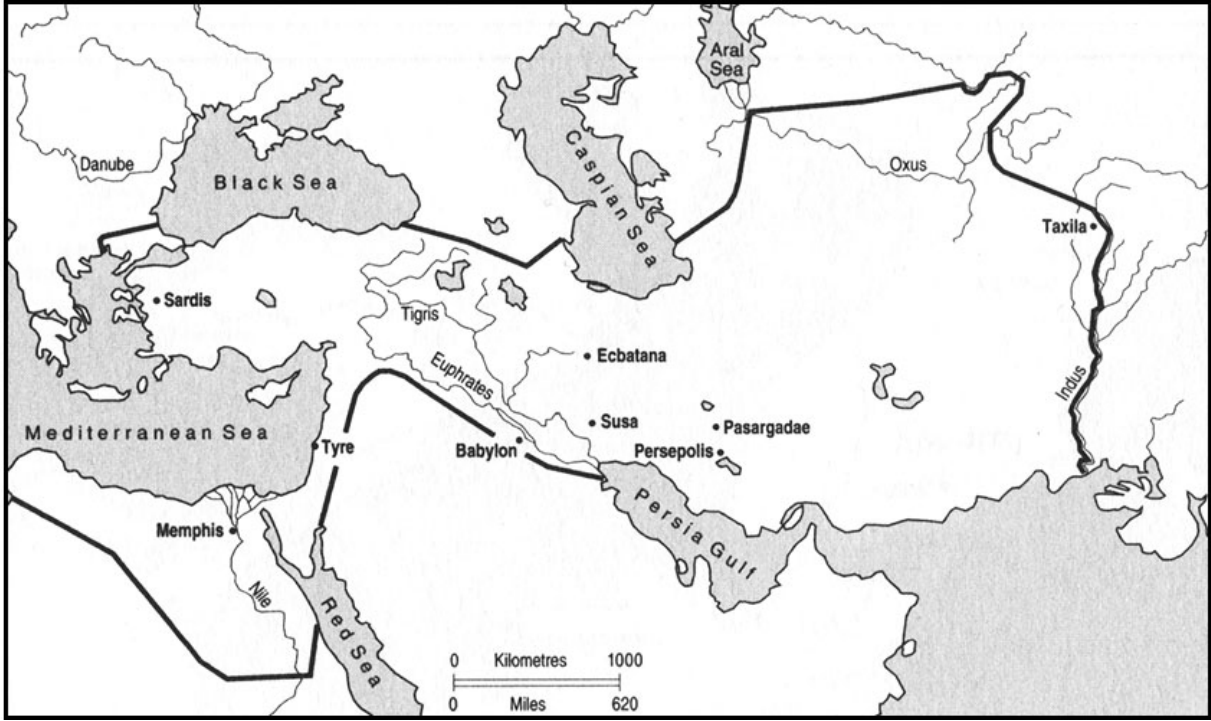 Aral
Sea
Danube
Black Sea
Caspian Sea
Oxus
Taxila
Sardis
Tigris
Ecbatana
Euphrates
Indus
Susa
Pasargadae
Mediterranean Sea
Tyre
Babylon
Persepolis
Memphis
Persia Gulf
Nile
Red Sea
0 Kilometres 1000
0 Miles 620